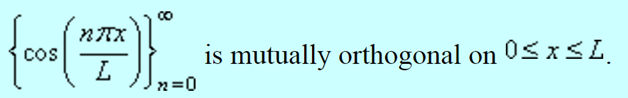 {cos(nπx/L)}∞n=0 is mutually orthogonal on 0 ≤ x ≤ L.